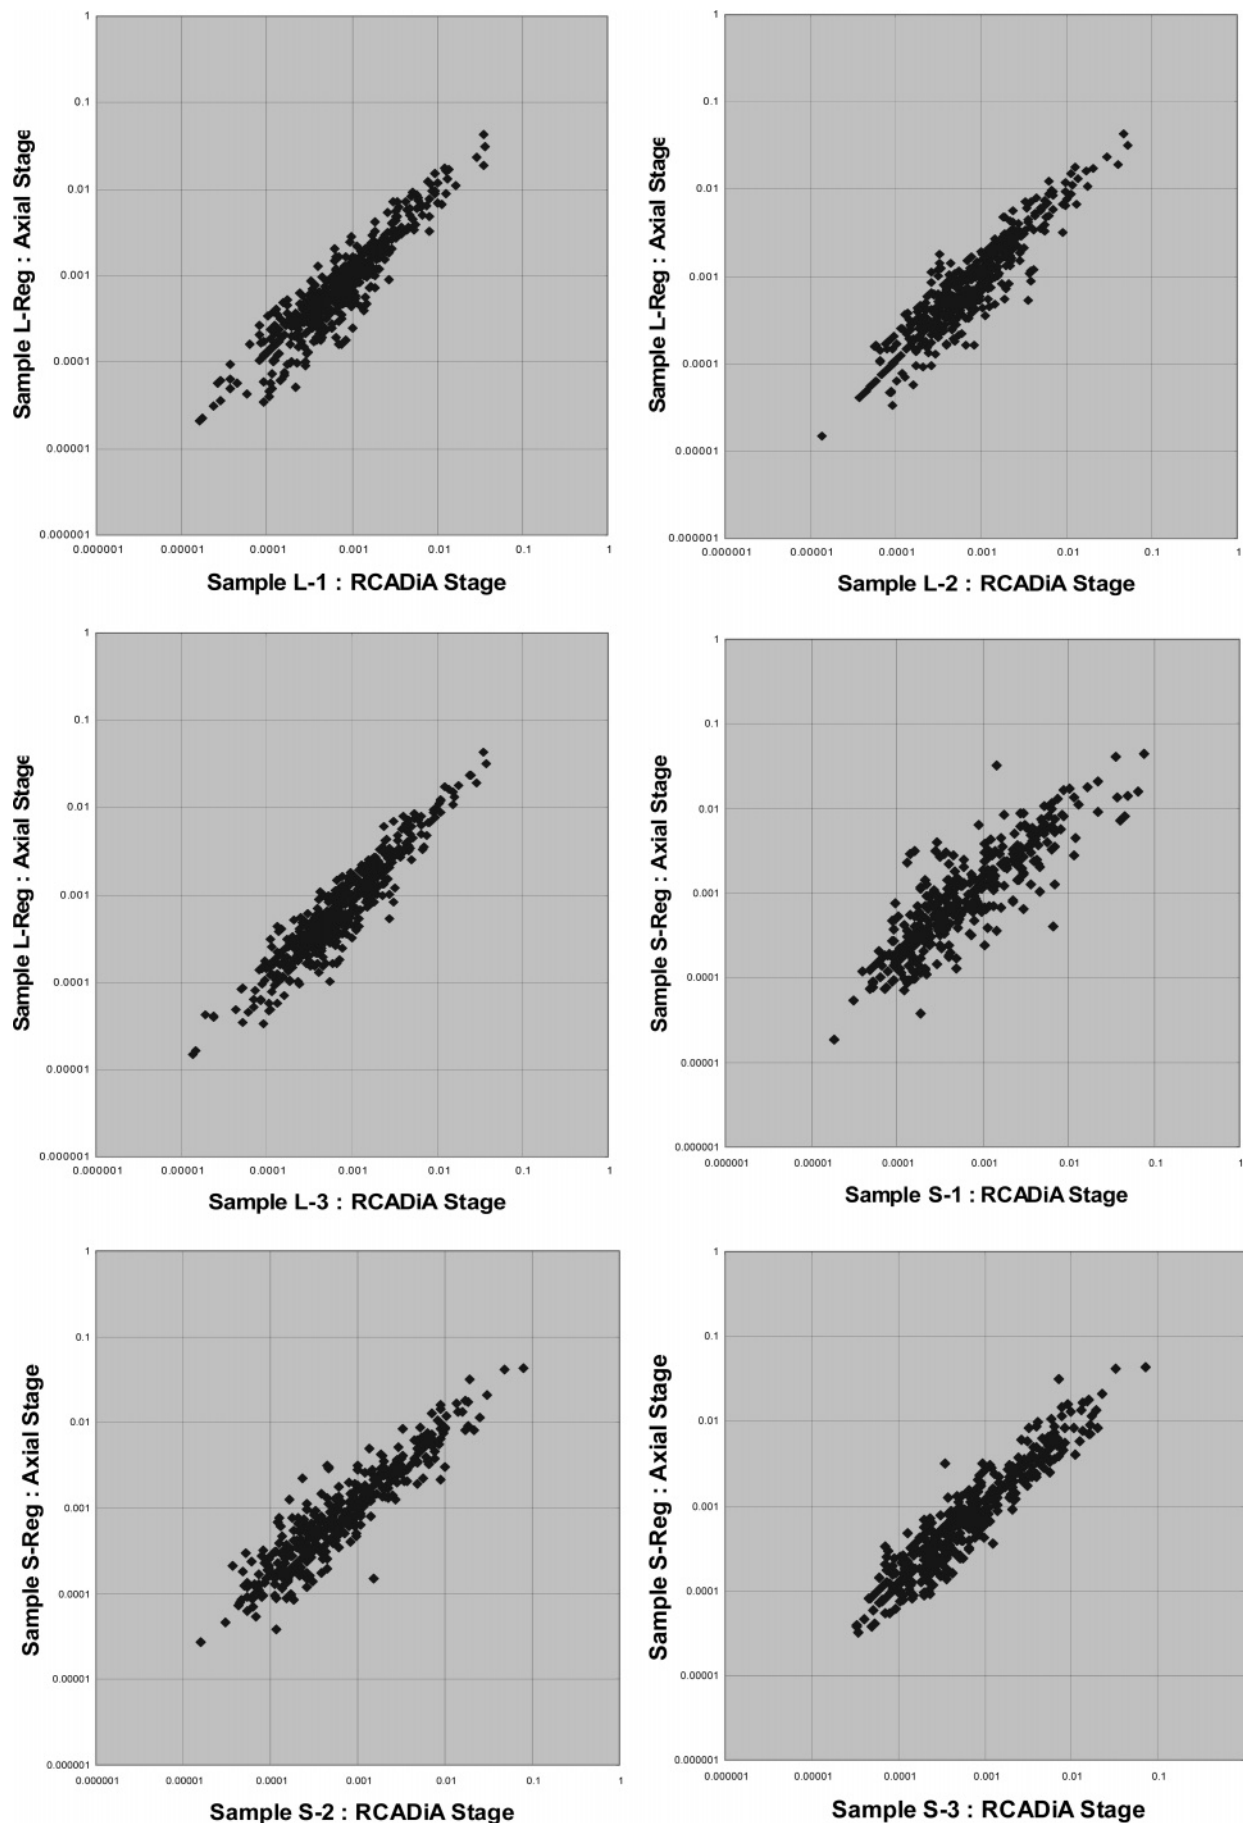 1
0.1
0.01
0.001
0.0001
0.00001
0.000001
0.000001 0.00001 0.0001 0.001 0.01 0.1 1
Sample L-Reg : Axial Stage
Sample L-1 : RCADiA Stage
1
0.1
0.01
0.001
0.0001
0.00001
0.000001
0.000001 0.00001 0.0001 0.001 0.01 0.1 1
Sample L-Reg : Axial Stage
Sample L-2 : RCADiA Stage
1
0.1
0.01
0.001
0.0001
0.00001
0.000001
0.000001 0.00001 0.0001 0.001 0.01 0.1 1
Sample L-Reg : Axial Stage
Sample L-3 : RCADiA Stage
1
0.1
0.01
0.001
0.0001
0.00001
0.000001
0.000001 0.00001 0.0001 0.001 0.01 0.1 1
Sample S-Reg : Axial Stage
Sample S-1 : RCADiA Stage
1
0.1
0.01
0.001
0.0001
0.00001
0.000001
0.000001 0.00001 0.0001 0.001 0.01 0.1 1
Sample S-Reg : Axial Stage
Sample S-2 : RCADiA Stage
1
0.1
0.01
0.001
0.0001
0.00001
0.000001
0.000001 0.00001 0.0001 0.001 0.01 0.1
Sample S-Reg : Axial Stage
Sample S-3 : RCADiA Stage